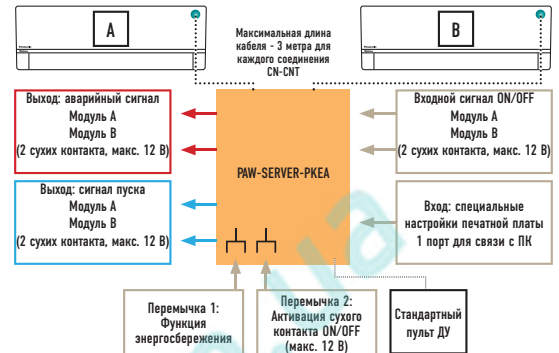 A
B
Максимальная длина
кабеля - 3 метра для
каждого соединения
CN-CNT
Выход: аварийный сигнал
Модуль A
Модуль B
(2 сухих контакта, макс. 12 В)
Входной сигнал ON/OFF
Модуль A
Модуль B
(2 сухих контакта, макс. 12 В)
PAW-SERVER-PKEA
Выход: сигнал пуска
Модуль A
Модуль B
(2 сухих контакта, макс. 12 В)
Вход: специальные
настройки печатной платы
1 порт для связи с ПК
Перемычка 1:
Функция
энергосбережения
Перемычка 2:
Активация сухого
контакта ON/OFF
(макс. 12 В)
Стандартный
пульт ДУ